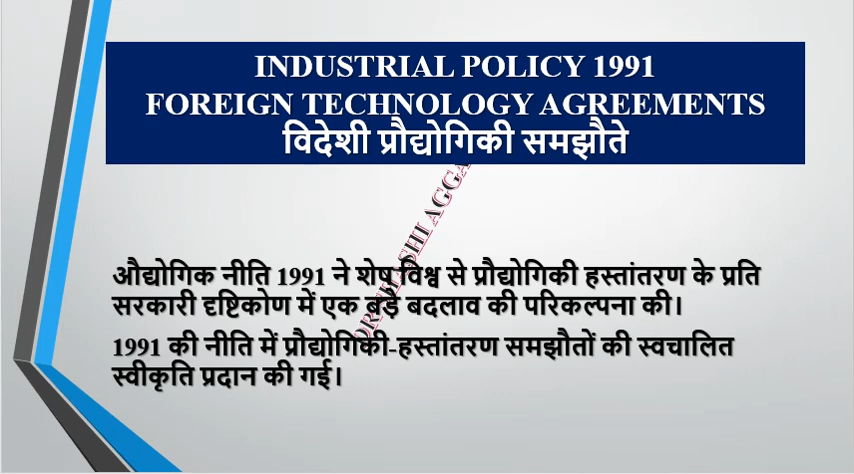 INDUSTRIAL POLICY 1991
FOREIGN TECHNOLOGY AGREEMENTS
विदेशी प्रौद्योगिकी समझौते
औद्योगिक नीति 1991 ने शेष विश्व से प्रौद्योगिकी हस्तांतरण के प्रति
सरकारी दृष्टिकोण में एक बड़े बदलाव की परिकल्पना की।
1991 की नीति में प्रौद्योगिकी-हस्तांतरण समझौतों की स्वचालित
स्वीकृति प्रदान की गई।